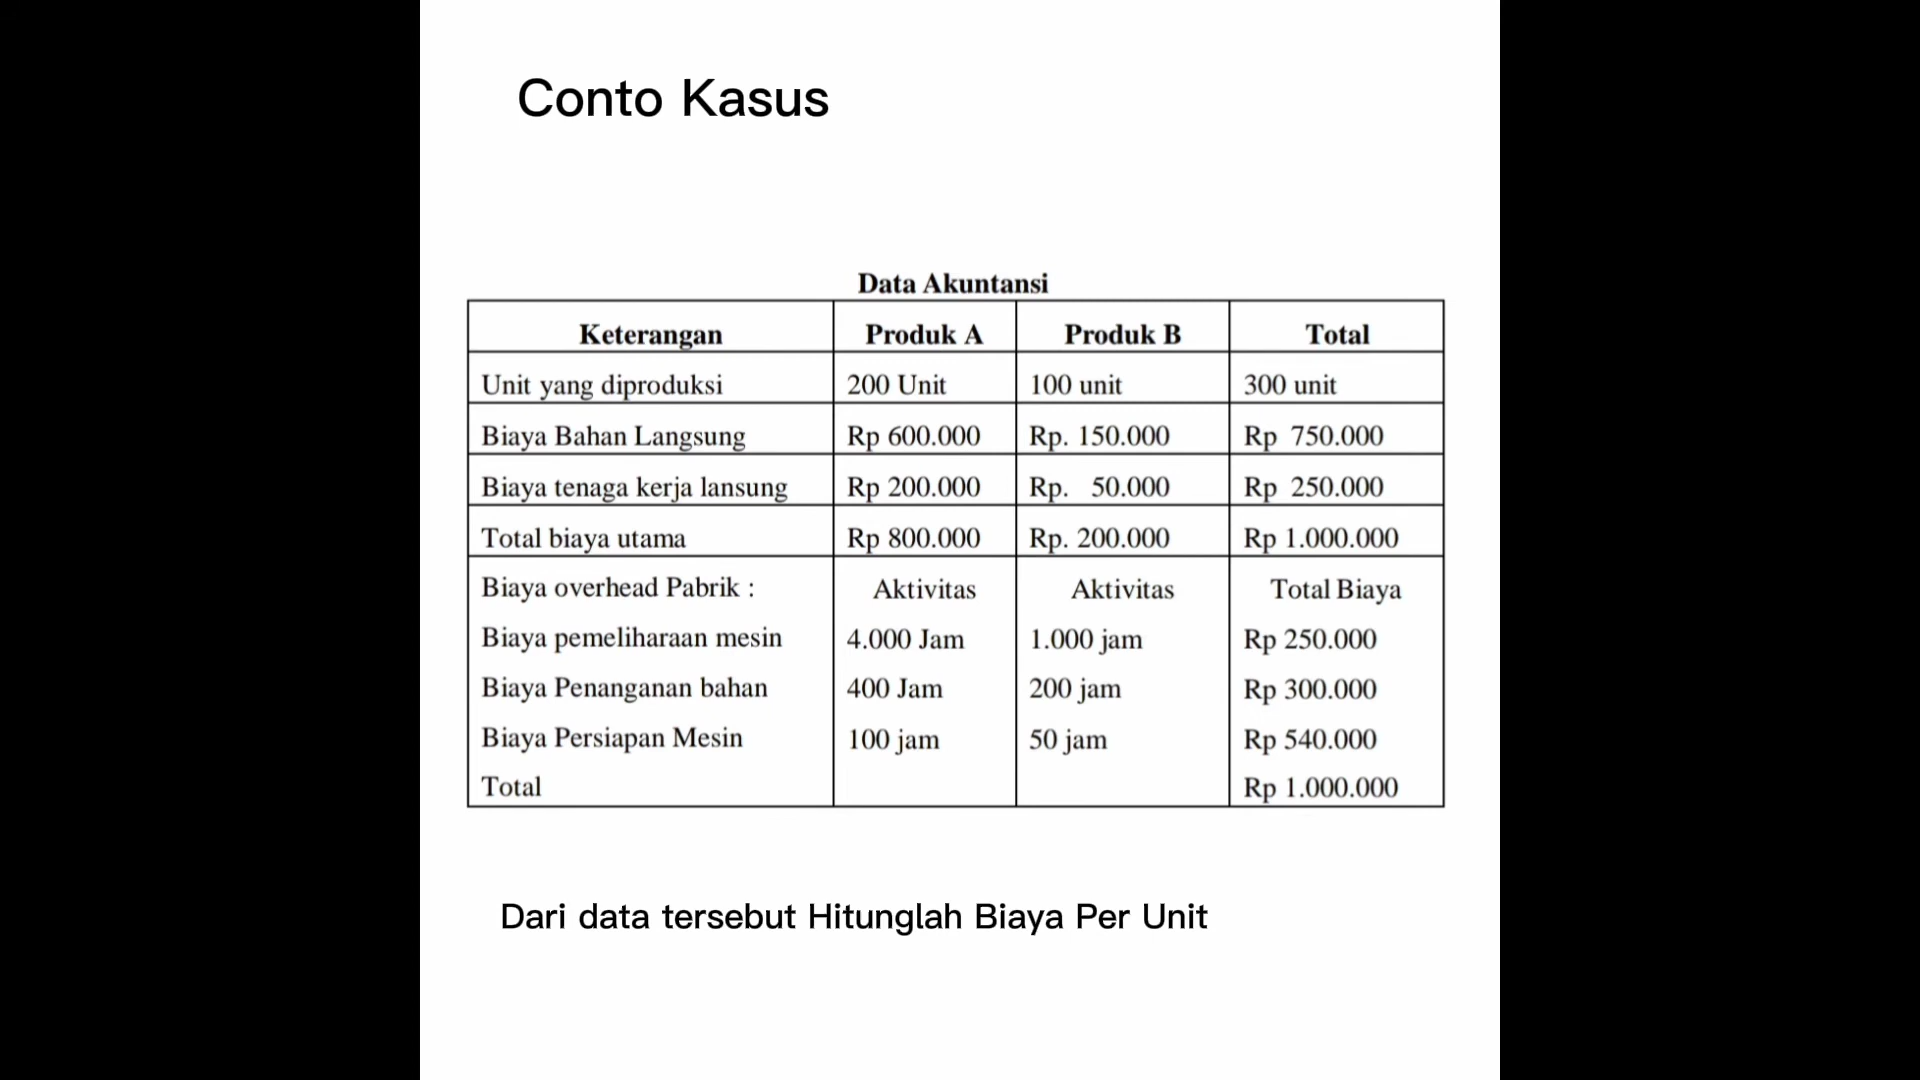 Conto Kasus
Data Akuntansi
Keterangan Produk A Produk B Total
Unit yang diproduksi 200 Unit 100 unit 300 unit
Biaya Bahan Langsung Rp 600.000 Rp. 150.000 Rp 750.000
Biaya tenaga kerja lansung Rp 200.000 Rp. 50.000 Rp 250.000
Total biaya utama Rp 800.000 Rp. 200.000 Rp 1.000.000
Biaya overhead Pabrik : Aktivitas Aktivitas Total Biaya
Biaya pemeliharaan mesin 4.000 Jam 1.000 jam Rp 250.000
Biaya Penanganan bahan 400 Jam 200 jam Rp 300.000
Biaya Persiapan Mesin 100 jam 50 jam Rp 540.000
Total Rp 1.000.000
Dari data tersebut Hitunglah Biaya Per Unit